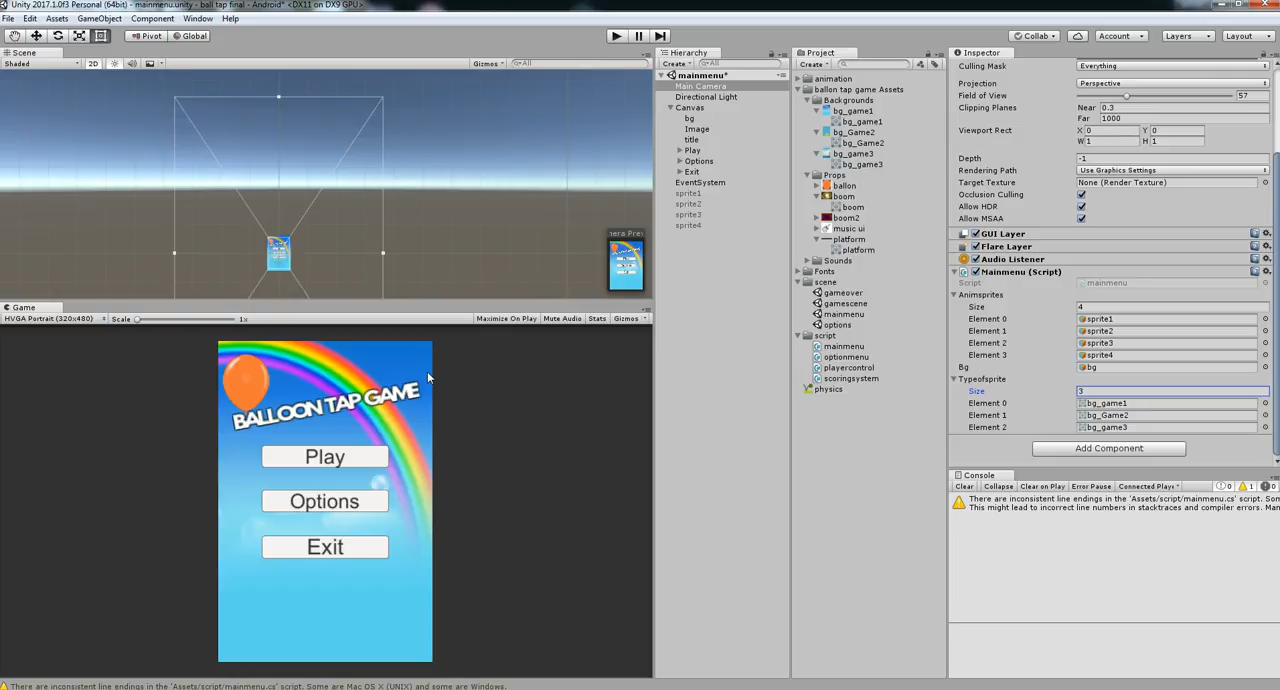 Unity 2017.1.0f3 Personal (64bit) - mainmenu.unity - ball tap final - Android* <DX11 on DX9 GPU>
File Edit Assets GameObject Component Window Help
Pivot Global Collab Account Layers Layout
Scene
Shaded 2D Gizmos All
Game
HVGA Portrait (320x480) Scale 1x Maximize On Play Mute Audio Stats Gizmos
BALLOON TAP GAME
Play
Options
Exit
Hierarchy
Create All
mainmenu*
Main Camera
Directional Light
Canvas
bg
Image
title
Play
Options
Exit
EventSystem
sprite1
sprite2
sprite3
sprite4
Project
Create
animation
ballon tap game Assets
Backgrounds
bg_game1
bg_game1
bg_Game2
bg_Game2
bg_game3
bg_game3
Props
ballon
boom
boom
boom2
music ui
platform
platform
Sounds
Fonts
scene
gameover
gamescene
mainmenu
options
script
mainmenu
optionmenu
playercontrol
scoringsystem
physics
Inspector
Culling Mask Everything
Projection Perspective
Field of View 57
Clipping Planes Near 0.3
Far 1000
Viewport Rect X 0 Y 0
W 1 H 1
Depth -1
Rendering Path Use Graphics Settings
Target Texture None (Render Texture)
Occlusion Culling
Allow HDR
Allow MSAA
GUI Layer
Flare Layer
Audio Listener
Mainmenu (Script)
Script mainmenu
Animsprites
Size 4
Element 0 sprite1
Element 1 sprite2
Element 2 sprite3
Element 3 sprite4
Bg bg
Typeofsprite
Size 3
Element 0 bg_game1
Element 1 bg_Game2
Element 2 bg_game3
Add Component
Console
Clear Collapse Clear on Play Error Pause Connected Player 0 1 0
There are inconsistent line endings in the 'Assets/script/mainmenu.cs' script. Som
This might lead to incorrect line numbers in stacktraces and compiler errors. Man
There are inconsistent line endings in the 'Assets/script/mainmenu.cs' script. Some are Mac OS X (UNIX) and some are Windows.